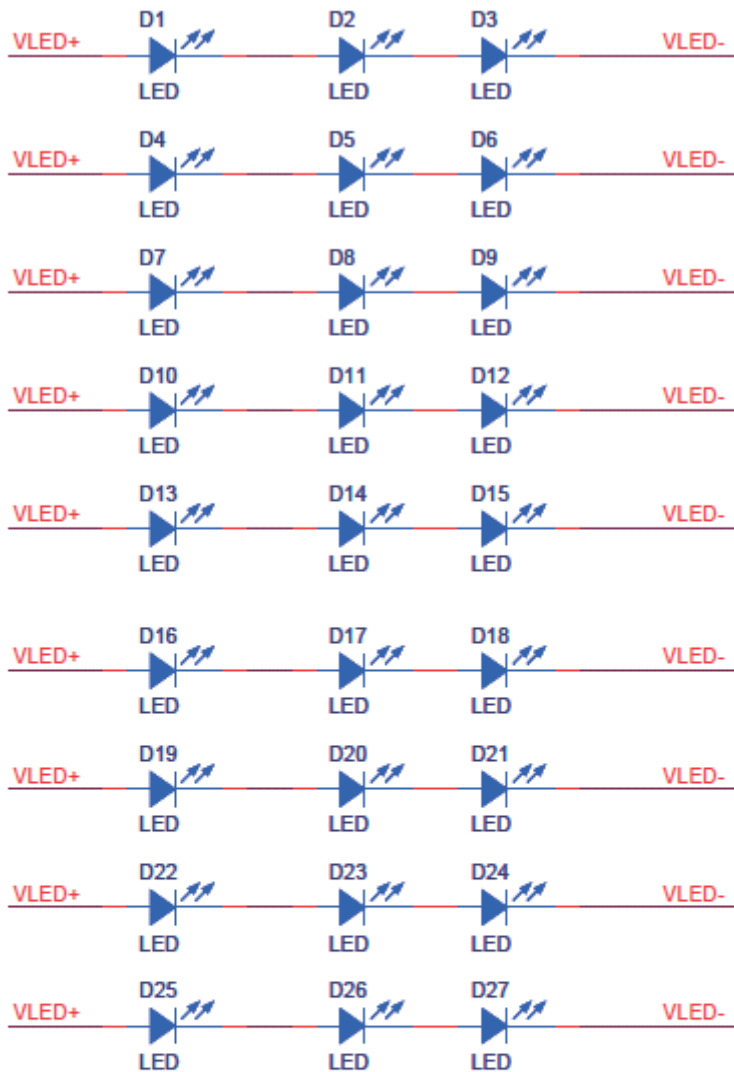 D1 D2 D3
VLED+ VLED-
LED LED LED
D4 D5 D6
VLED+ VLED-
LED LED LED
D7 D8 D9
VLED+ VLED-
LED LED LED
D10 D11 D12
VLED+ VLED-
LED LED LED
D13 D14 D15
VLED+ VLED-
LED LED LED
D16 D17 D18
VLED+ VLED-
LED LED LED
D19 D20 D21
VLED+ VLED-
LED LED LED
D22 D23 D24
VLED+ VLED-
LED LED LED
D25 D26 D27
VLED+ VLED-
LED LED LED